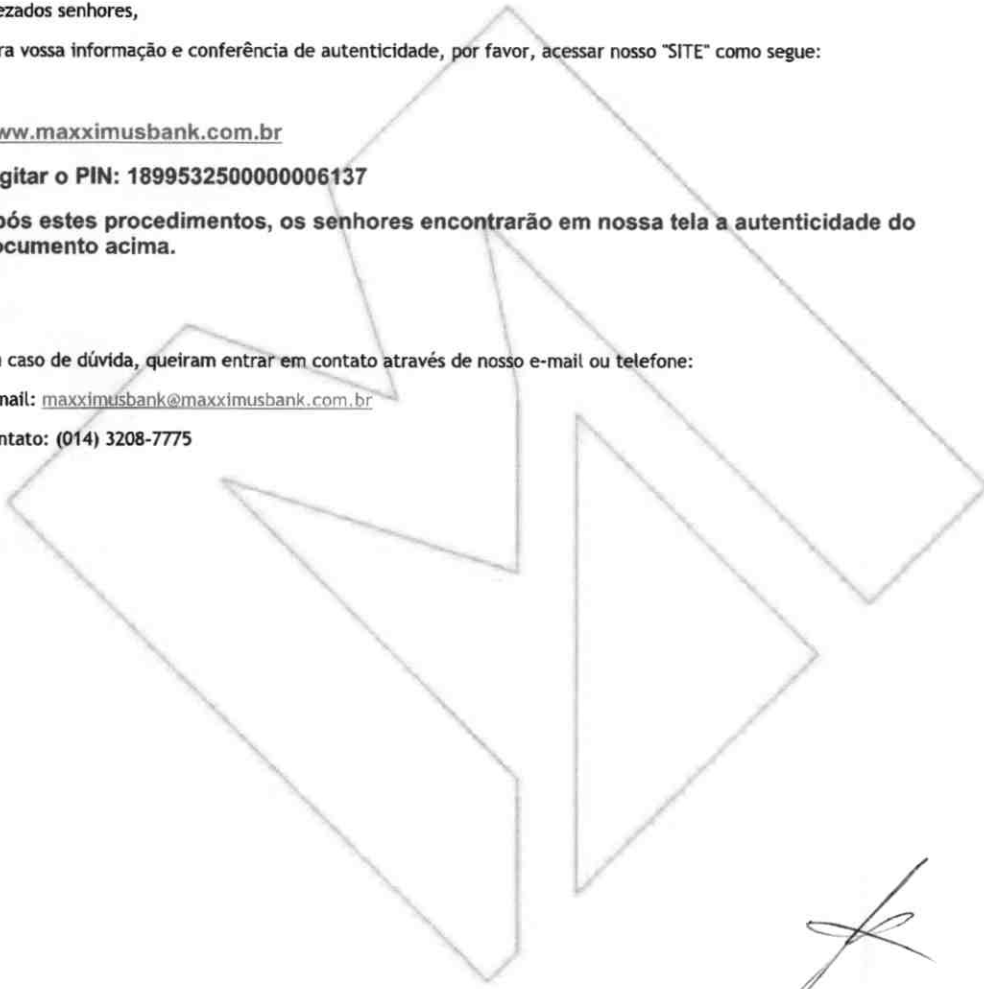 ezados senhores,
ra vossa informação e conferência de autenticidade, por favor, acessar nosso "SITE" como segue:
ww.maxximusbank.com.br
gitar o PIN: 1899532500000006137
pós estes procedimentos, os senhores encontrarão em nossa tela a autenticidade do
ocumento acima.
caso de dúvida, queiram entrar em contato através de nosso e-mail ou telefone:
mail: maxximusbank@maxximusbank.com.br
ntato: (014) 3208-7775